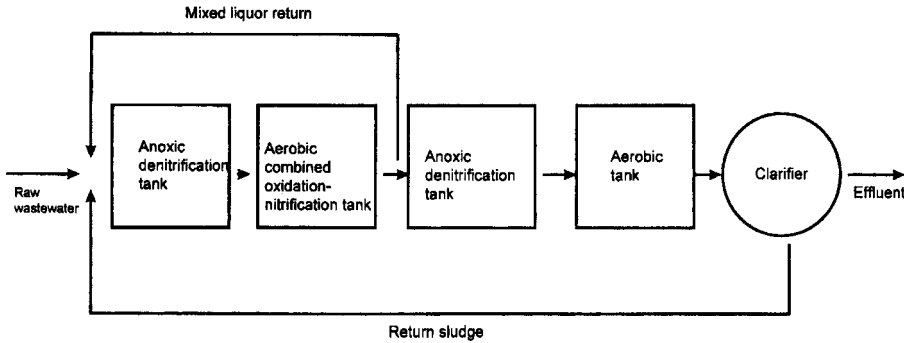 Mixed liquor return
Anoxic
denitrification
tank
Aerobic
combined
oxidation-
nitrification tank
Anoxic
denitrification
tank
Aerobic
tank
Clarifier
Raw
wastewater
Effluent
Return sludge